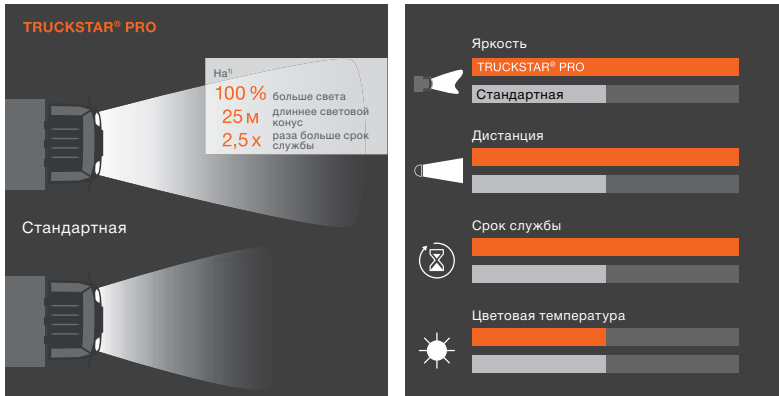 TRUCKSTAR® PRO
На¹⁾
100 % больше света
25 м длиннее световой
конус
2,5 x раза больше срок
службы
Стандартная
Яркость
TRUCKSTAR® PRO
Стандартная
Дистанция
Срок службы
Цветовая температура